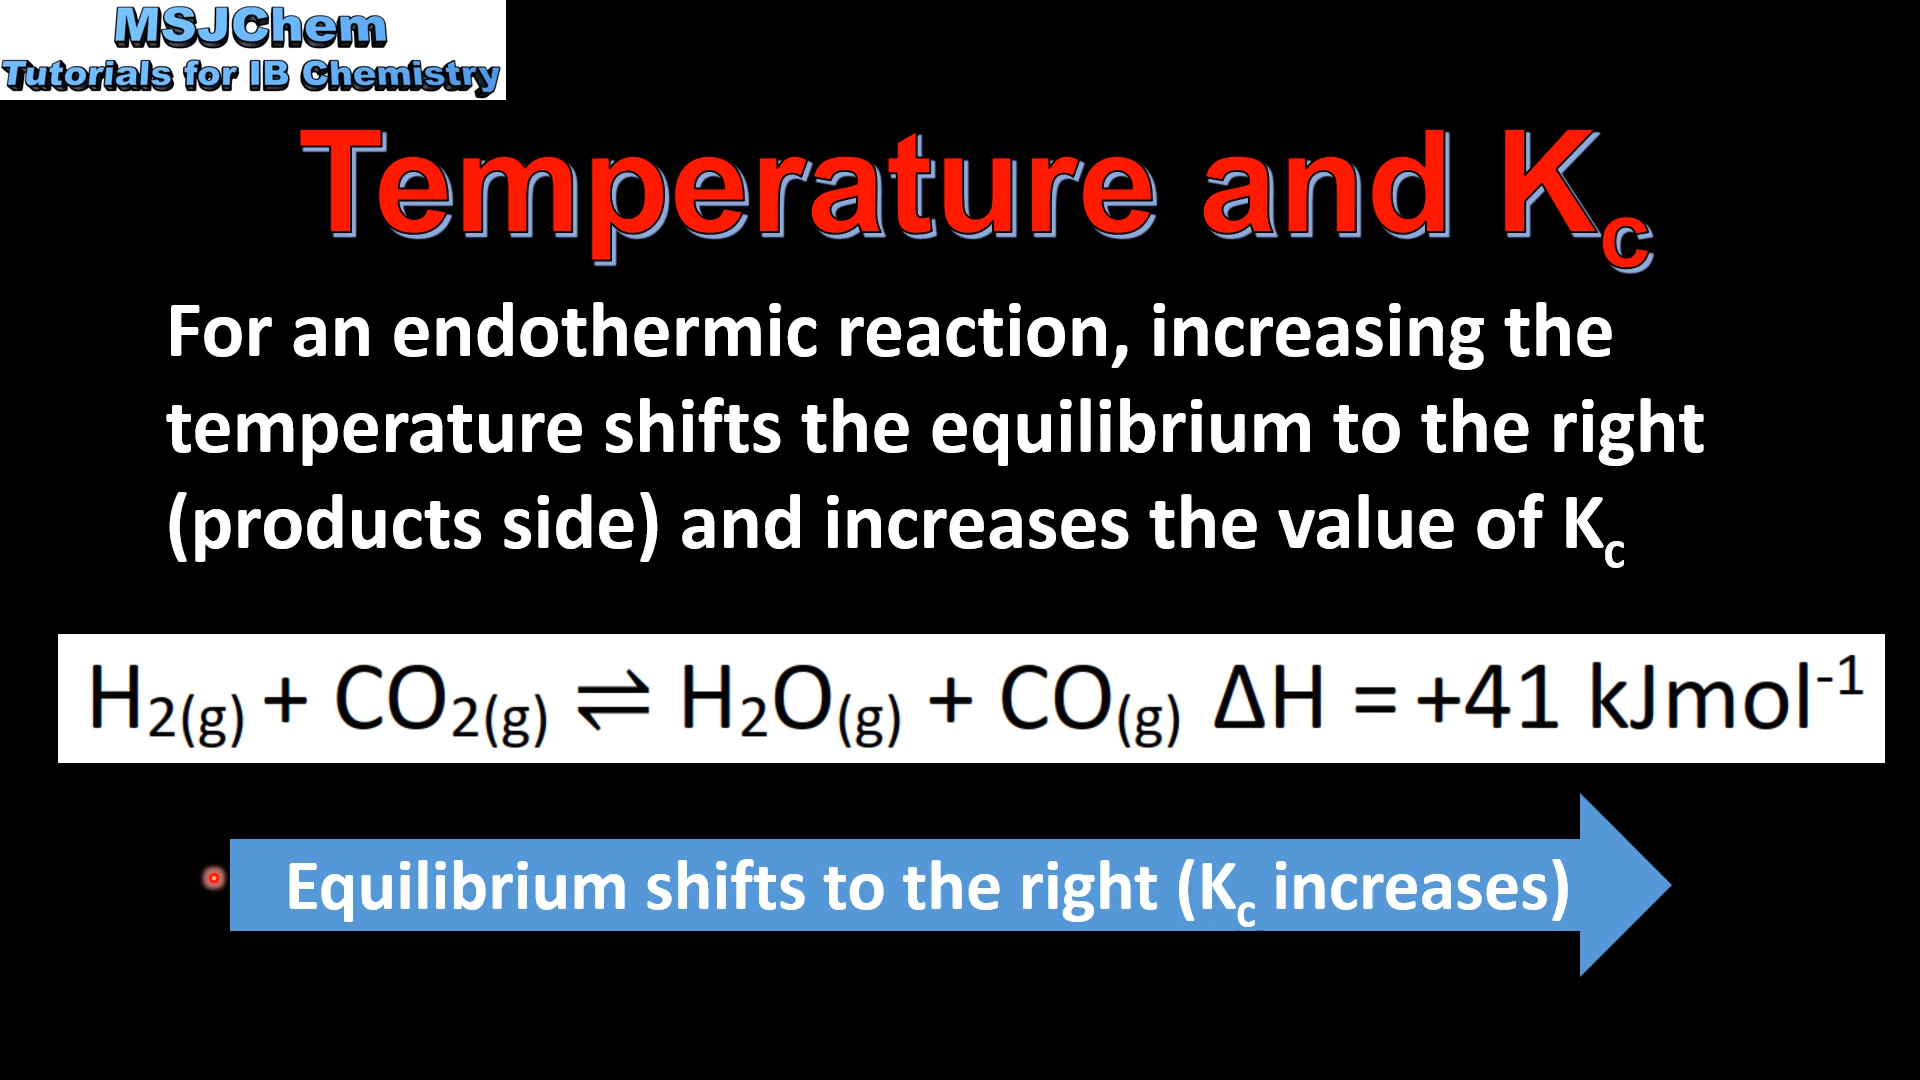 MSJChem
Tutorials for IB Chemistry
Temperature and Kc
For an endothermic reaction, increasing the
temperature shifts the equilibrium to the right
(products side) and increases the value of Kc
H₂(g) + CO₂(g) ⇌ H₂O(g) + CO(g) ΔH = +41 kJmol⁻¹
Equilibrium shifts to the right (Kc increases)